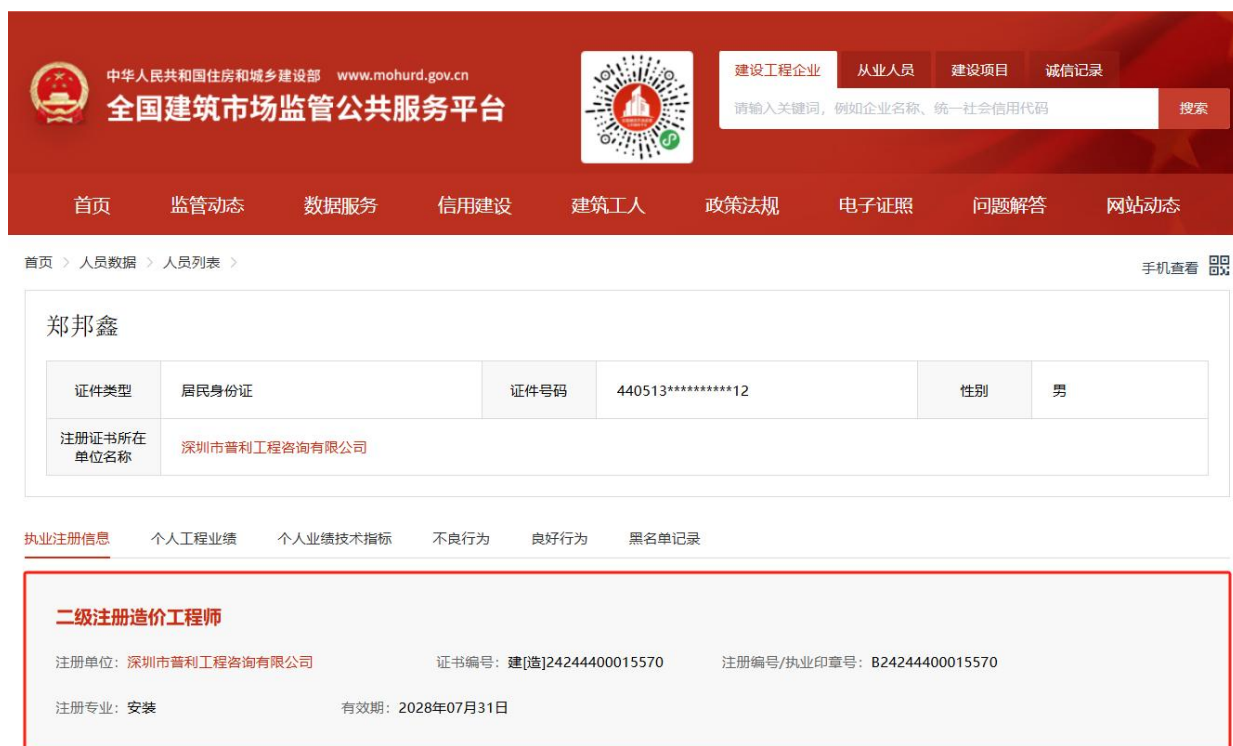 中华人民共和国住房和城乡建设部 www.mohurd.gov.cn
全国建筑市场监管公共服务平台
建设工程企业 从业人员 建设项目 诚信记录
请输入关键词，例如企业名称、统一社会信用代码 搜索
首页 监管动态 数据服务 信用建设 建筑工人 政策法规 电子证照 问题解答 网站动态
首页 > 人员数据 > 人员列表 >
手机查看
郑邦鑫
证件类型 居民身份证 证件号码 440513**********12 性别 男
注册证书所在
单位名称
深圳市普利工程咨询有限公司
执业注册信息 个人工程业绩 个人业绩技术指标 不良行为 良好行为 黑名单记录
二级注册造价工程师
注册单位：深圳市普利工程咨询有限公司 证书编号：建[造]24244400015570 注册编号/执业印章号：B24244400015570
注册专业：安装 有效期：2028年07月31日